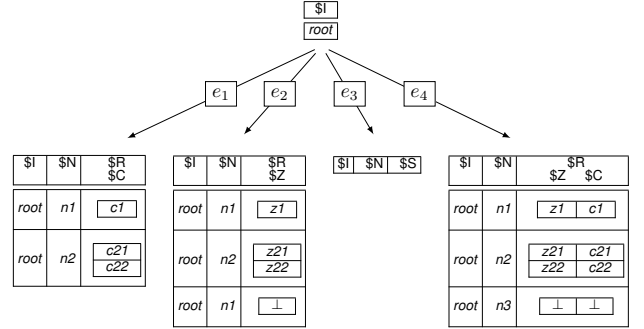 $I
root
e1 e2 e3 e4
$I $N $R $C
root n1 c1
root n2 c21
c22
$I $N $R $Z
root n1 z1
root n2 z21
z22
root n1 ⊥
$I $N $S
$I $N $R
$Z $C
root n1 z1 c1
root n2 z21 c21
z22 c22
root n3 ⊥ ⊥